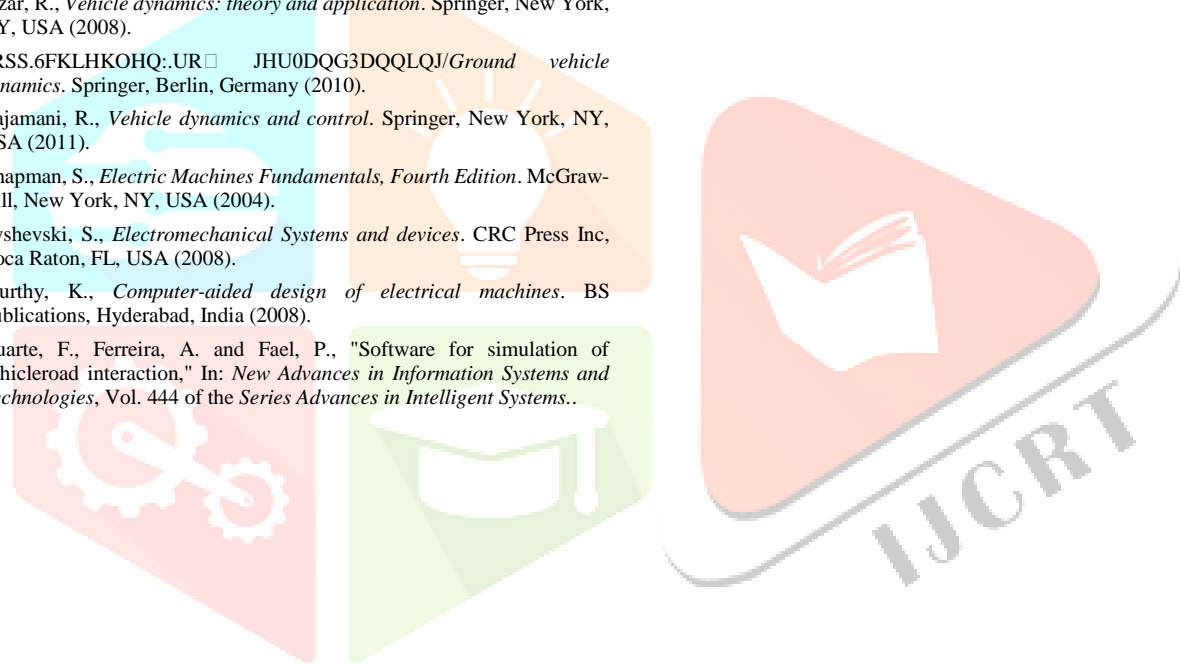 zar, R., Vehicle dynamics: theory and application. Springer, New York,
Y, USA (2008).
RSS.6FKLHKOHQ:.UR□ JHU0DQG3DQQLQJ/Ground vehicle
namics. Springer, Berlin, Germany (2010).
ajamani, R., Vehicle dynamics and control. Springer, New York, NY,
SA (2011).
hapman, S., Electric Machines Fundamentals, Fourth Edition. McGraw-
ill, New York, NY, USA (2004).
yshevski, S., Electromechanical Systems and devices. CRC Press Inc,
oca Raton, FL, USA (2008).
urthy, K., Computer-aided design of electrical machines. BS
ublications, Hyderabad, India (2008).
uarte, F., Ferreira, A. and Fael, P., "Software for simulation of
hicleroad interaction," In: New Advances in Information Systems and
echnologies, Vol. 444 of the Series Advances in Intelligent Systems..
IJCRT